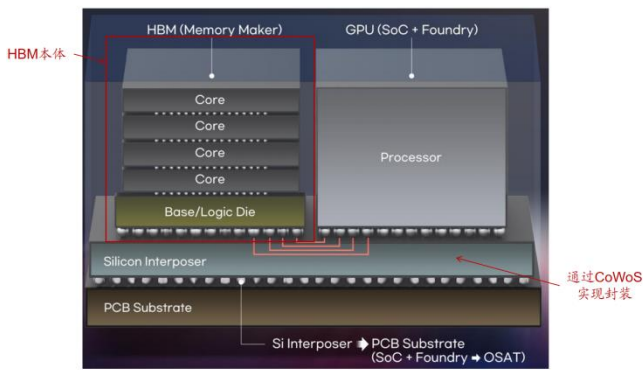 HBM (Memory Maker)
GPU (SoC + Foundry)
HBM本体
Core
Core
Core
Core
Processor
Base/Logic Die
Silicon Interposer
通过CoWoS
实现封装
PCB Substrate
Si Interposer ➡ PCB Substrate
(SoC + Foundry ➡ OSAT)